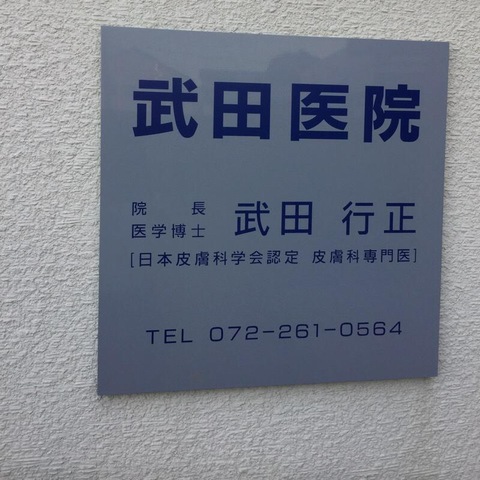 武田医院
院長 武田 行正
医学博士
[日本皮膚科学会認定 皮膚科専門医]
TEL 072-261-0564